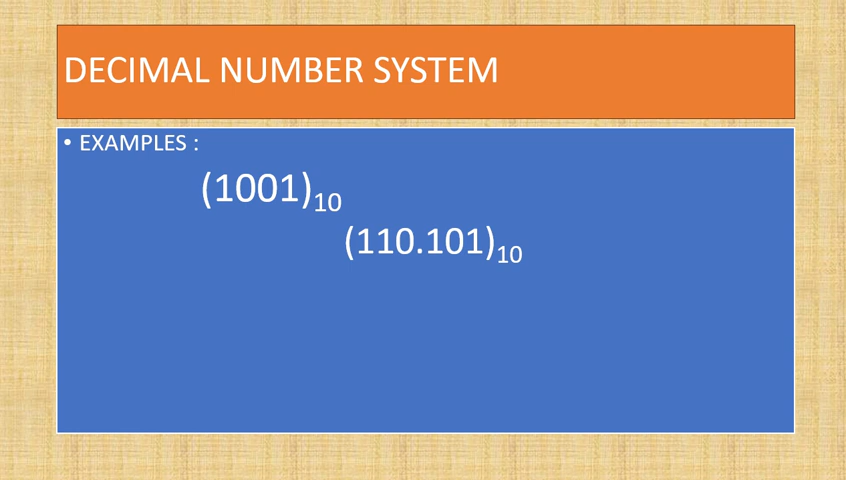 DECIMAL NUMBER SYSTEM
• EXAMPLES :
(1001)₁₀
(110.101)₁₀